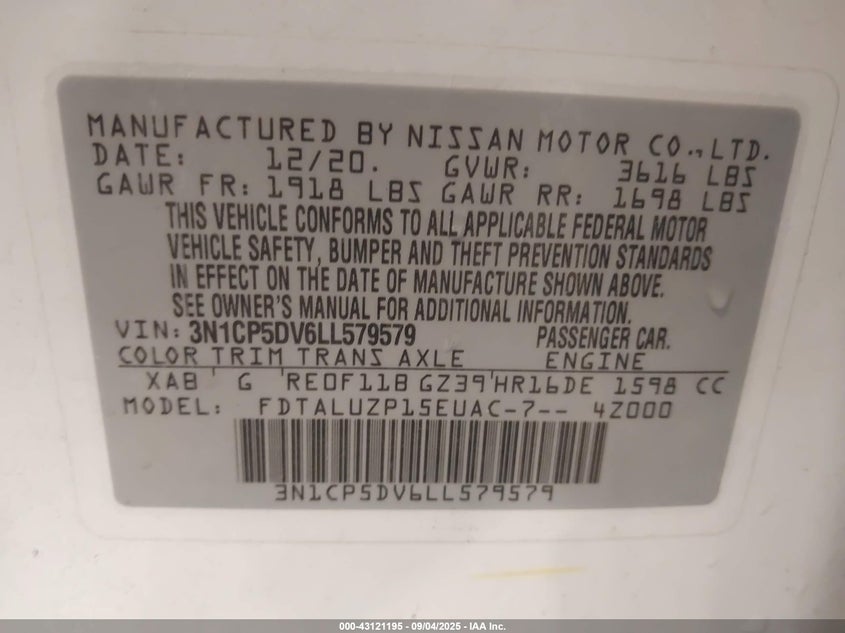 MANUFACTURED BY NISSAN MOTOR CO.,LTD.
DATE: 12/20. GVWR: 3616 LBS
GAWR FR: 1918 LBS GAWR RR: 1698 LBS
THIS VEHICLE CONFORMS TO ALL APPLICABLE FEDERAL MOTOR
VEHICLE SAFETY, BUMPER AND THEFT PREVENTION STANDARDS
IN EFFECT ON THE DATE OF MANUFACTURE SHOWN ABOVE.
SEE OWNER'S MANUAL FOR ADDITIONAL INFORMATION.
VIN: 3N1CP5DV6LL579579 PASSENGER CAR.
COLOR TRIM TRANS AXLE ENGINE
XAB G RE0F11B GZ39 HR16DE 1598 CC
MODEL: FDTALUZP15EUAC-7-- 4Z000
3N1CP5DV6LL579579
000-43121195 - 09/04/2025 - IAA Inc.